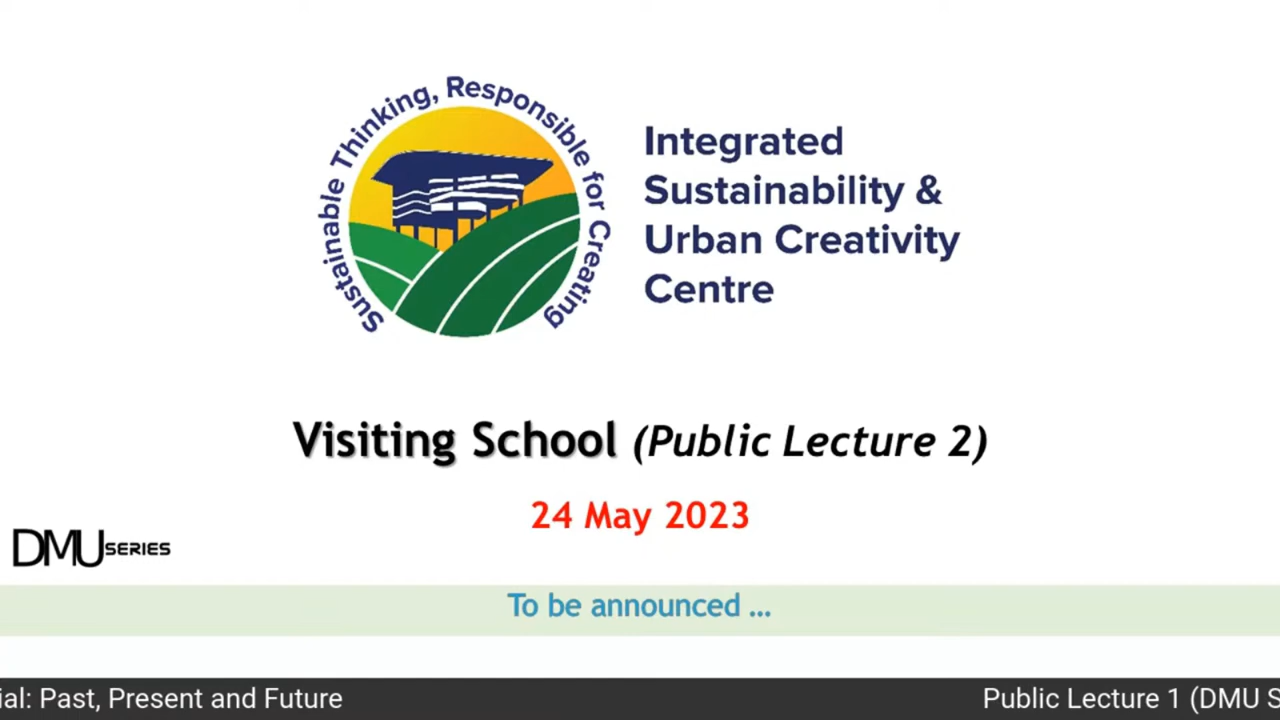 Sustainable Thinking, Responsible for Creating
Integrated
Sustainability &
Urban Creativity
Centre
Visiting School (Public Lecture 2)
24 May 2023
DMU SERIES
To be announced ...
ial: Past, Present and Future
Public Lecture 1 (DMU S